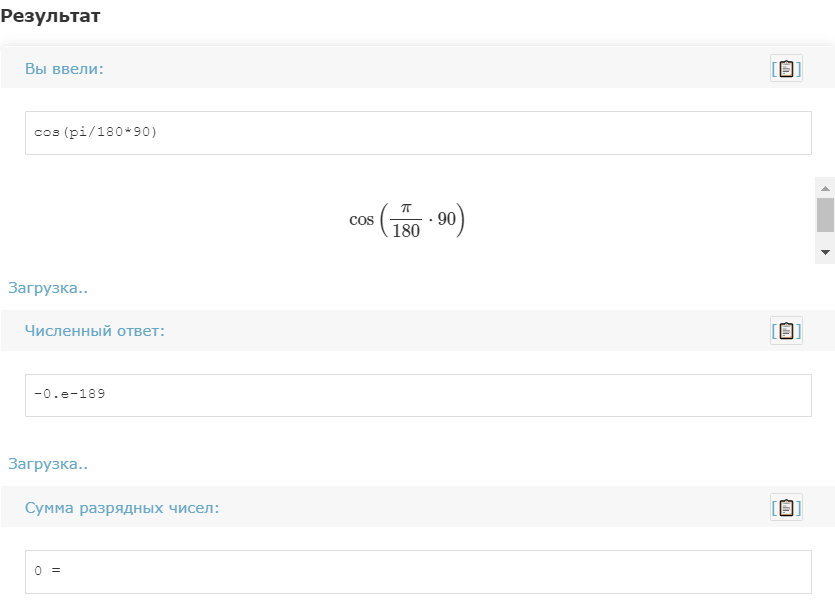 Результат
Вы ввели:
[ ]
cos(pi/180*90)
cos(π/180 · 90)
Загрузка..
Численный ответ:
[ ]
-0.e-189
Загрузка..
Сумма разрядных чисел:
[ ]
0 =